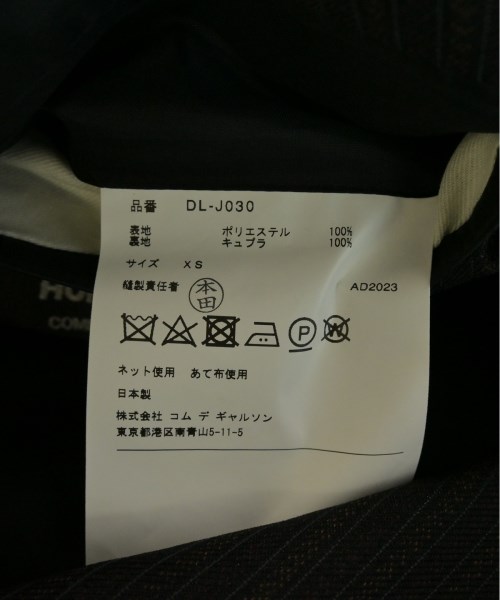 品番 DL-J030
表地 ポリエステル 100%
裏地 キュプラ 100%
サイズ XS
縫製責任者 本田 AD2023
P W
ネット使用 あて布使用
日本製
株式会社 コム デ ギャルソン
東京都港区南青山5-11-5